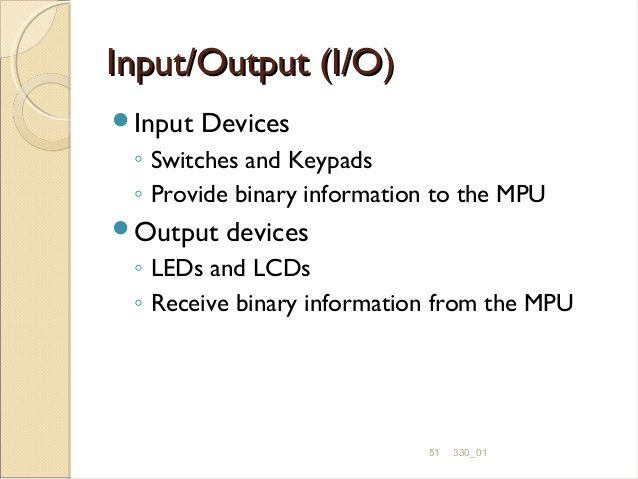 Input/Output (I/O)
Input Devices
Switches and Keypads
Provide binary information to the MPU
Output devices
LEDs and LCDs
Receive binary information from the MPU
51 330_01